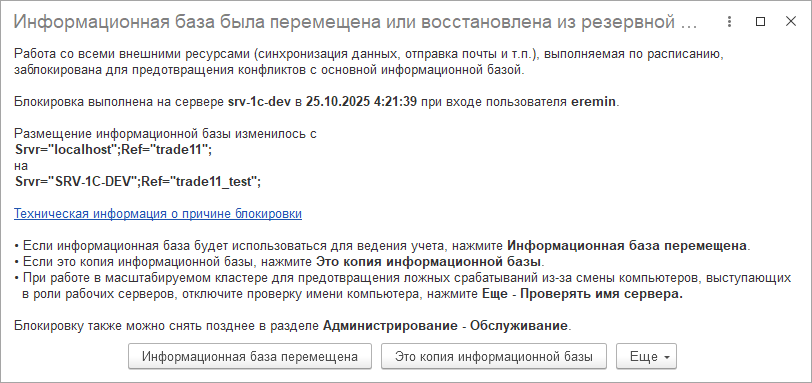 Информационная база была перемещена или восстановлена из резервной ...
Работа со всеми внешними ресурсами (синхронизация данных, отправка почты и т.п.), выполняемая по расписанию,
заблокирована для предотвращения конфликтов с основной информационной базой.
Блокировка выполнена на сервере srv-1c-dev в 25.10.2025 4:21:39 при входе пользователя eremin.
Размещение информационной базы изменилось с
Srvr="localhost";Ref="trade11";
на
Srvr="SRV-1C-DEV";Ref="trade11_test";
Техническая информация о причине блокировки
• Если информационная база будет использоваться для ведения учета, нажмите Информационная база перемещена.
• Если это копия информационной базы, нажмите Это копия информационной базы.
• При работе в масштабируемом кластере для предотвращения ложных срабатываний из-за смены компьютеров, выступающих
в роли рабочих серверов, отключите проверку имени компьютера, нажмите Еще - Проверять имя сервера.
Блокировку также можно снять позднее в разделе Администрирование - Обслуживание.
Информационная база перемещена
Это копия информационной базы
Еще